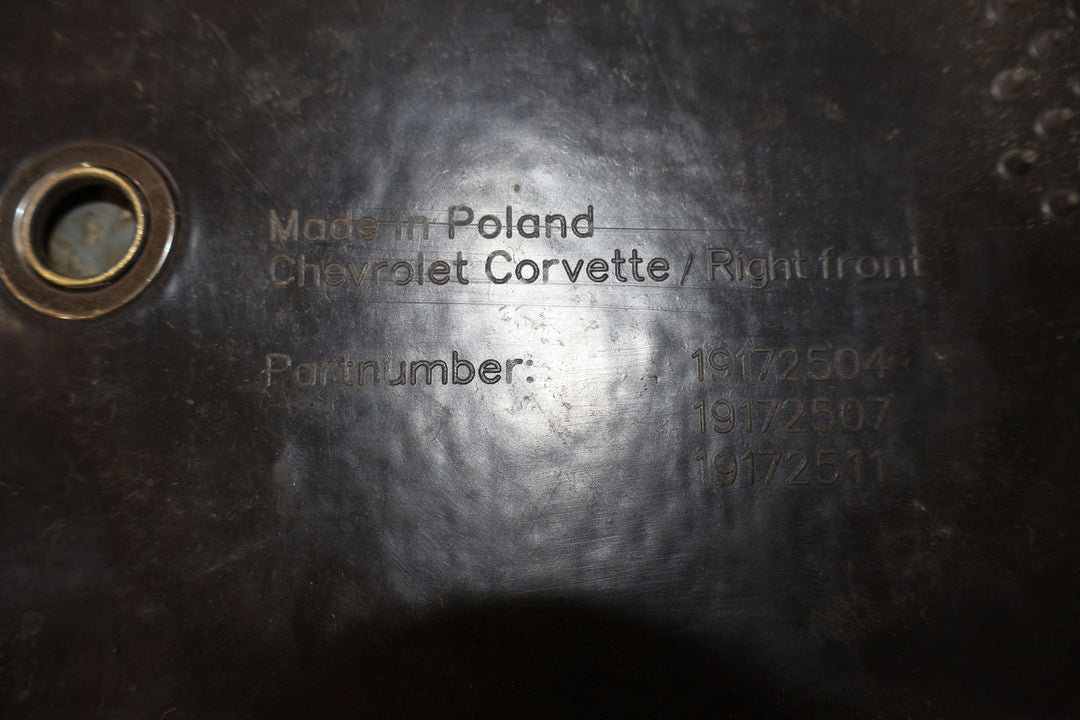 Made in Poland
Chevrolet Corvette / Right front
Partnumber: 19172504
19172507
19172511